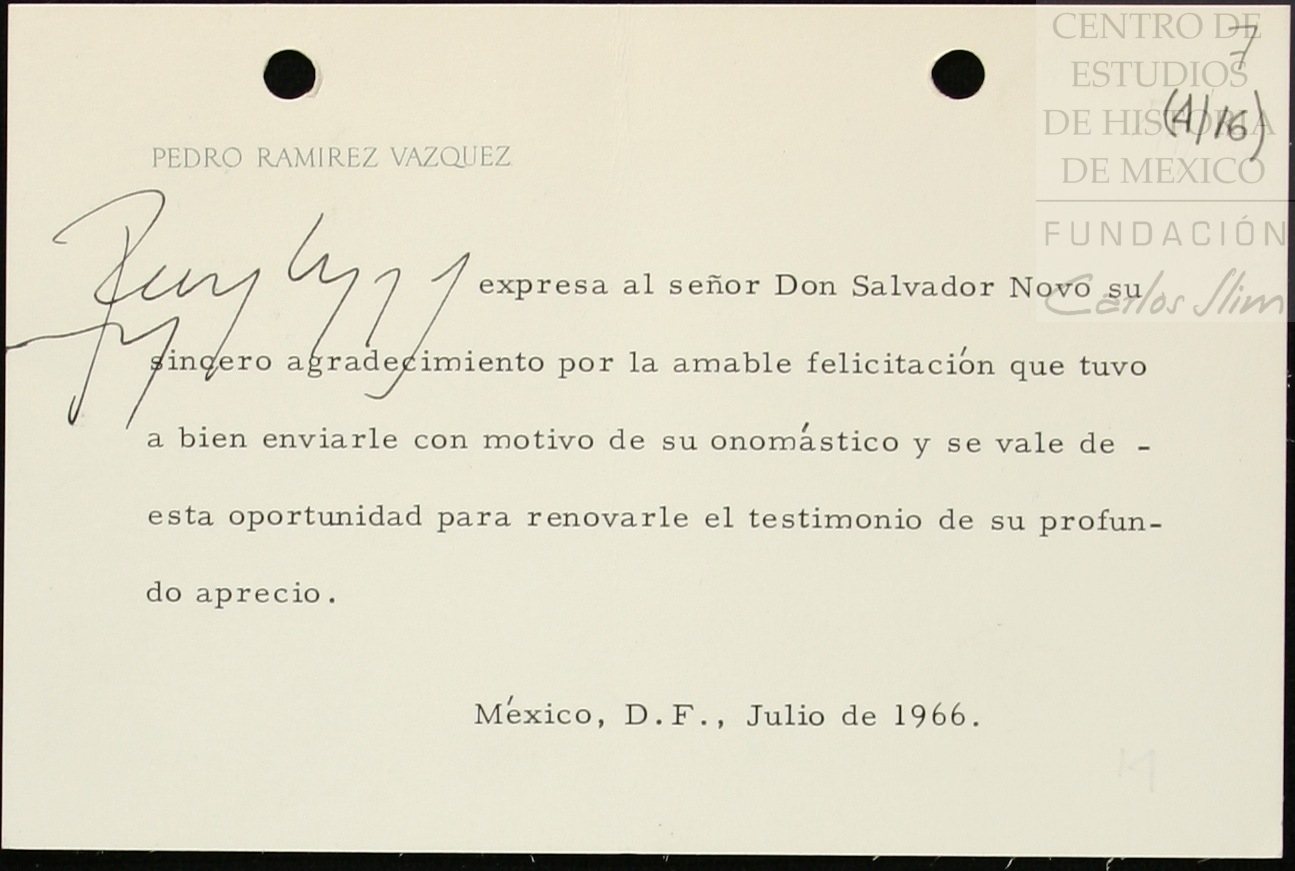 CENTRO DE
ESTUDIOS
DE HISTORIA
DE MEXICO
FUNDACIÓN
Carlos Slim
7
(4/16)
PEDRO RAMIREZ VAZQUEZ
expresa al señor Don Salvador Novo su
sincero agradecimiento por la amable felicitación que tuvo
a bien enviarle con motivo de su onomástico y se vale de -
esta oportunidad para renovarle el testimonio de su profun-
do aprecio.
México, D.F., Julio de 1966.